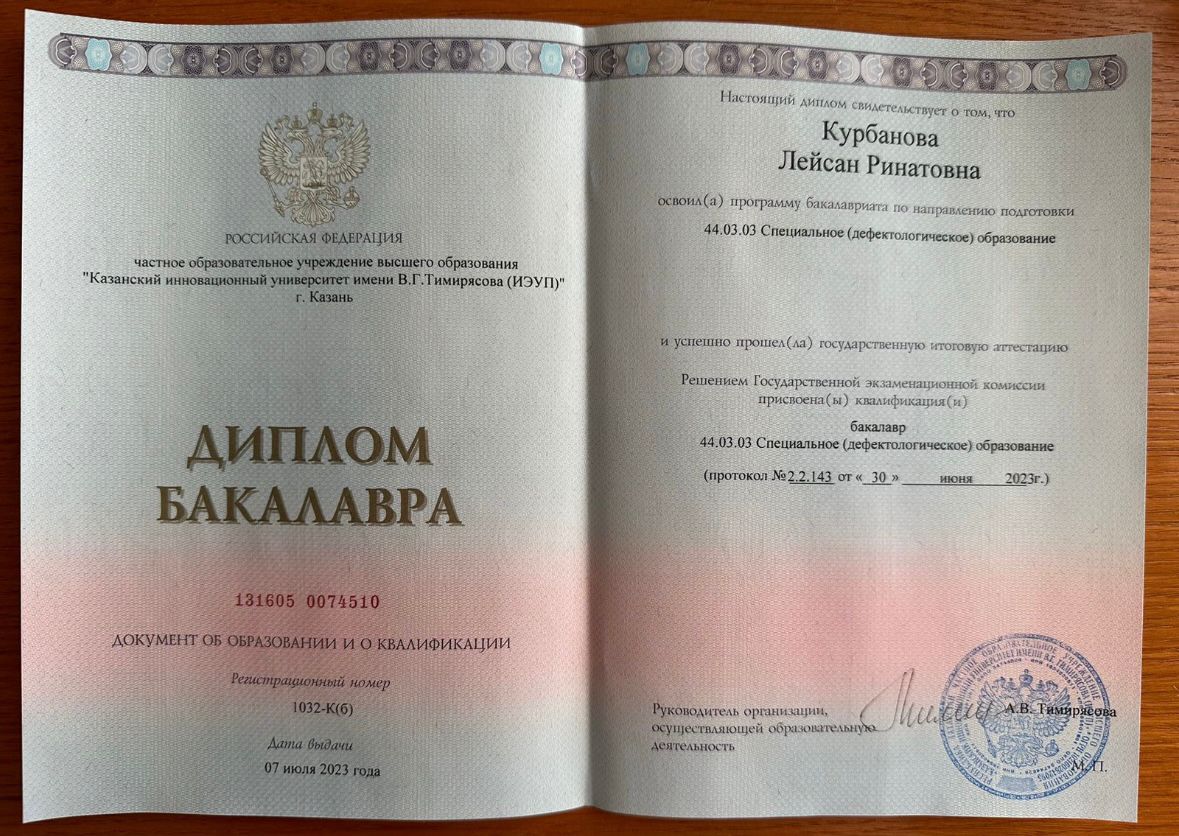 РОССИЙСКАЯ ФЕДЕРАЦИЯ
частное образовательное учреждение высшего образования
"Казанский инновационный университет имени В.Г.Тимирясова (ИЭУП)"
г. Казань
ДИПЛОМ
БАКАЛАВРА
131605 0074510
ДОКУМЕНТ ОБ ОБРАЗОВАНИИ И О КВАЛИФИКАЦИИ
Регистрационный номер
1032-К(б)
Дата выдачи
07 июля 2023 года
Настоящий диплом свидетельствует о том, что
Курбанова
Лейсан Ринатовна
освоил(а) программу бакалавриата по направлению подготовки
44.03.03 Специальное (дефектологическое) образование
и успешно прошел(ла) государственную итоговую аттестацию
Решением Государственной экзаменационной комиссии
присвоена(ы) квалификация(и)
бакалавр
44.03.03 Специальное (дефектологическое) образование
(протокол № 2.2.143 от « 30 » июня 2023г.)
Руководитель организации,
осуществляющей образовательную
деятельность
А.В. Тимирясова
М.П.